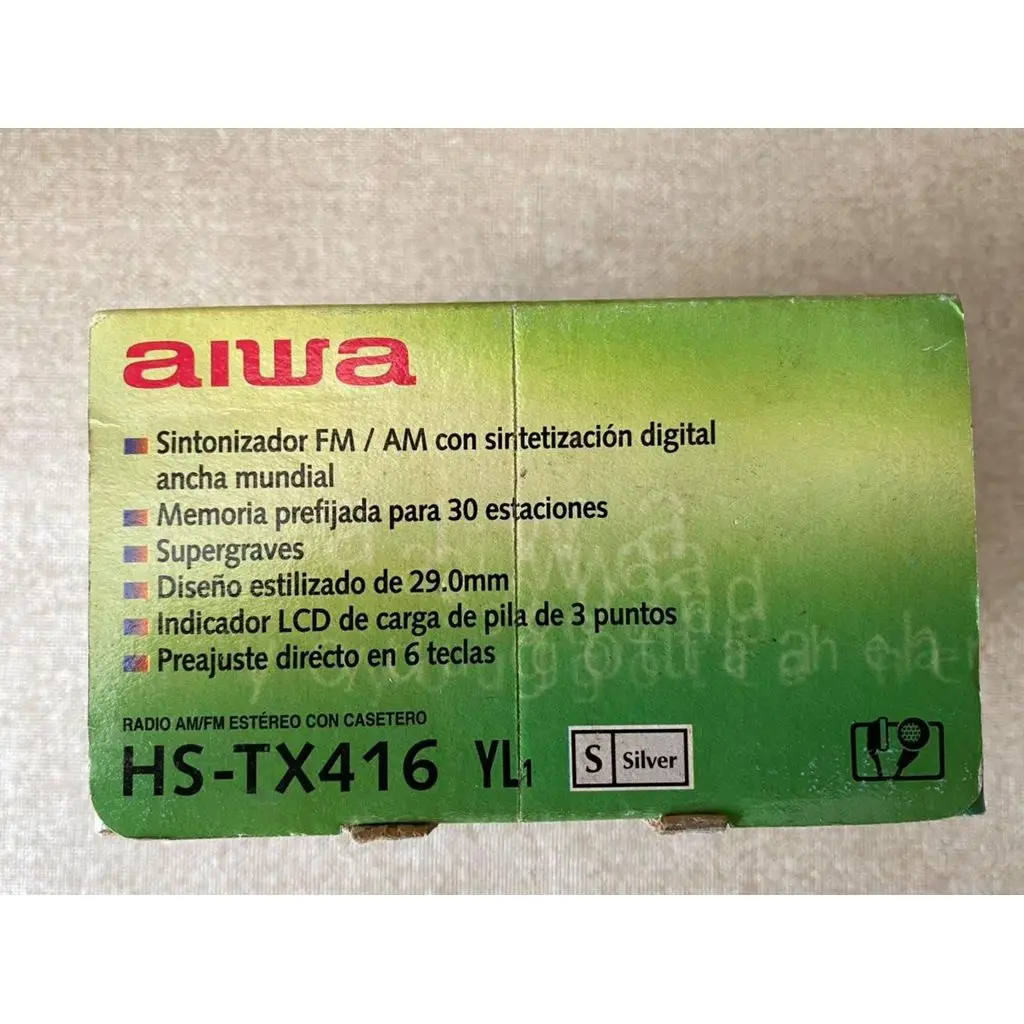 aiwa
Sintonizador FM / AM con sintetización digital
ancha mundial
Memoria prefijada para 30 estaciones
Supergraves
Diseño estilizado de 29.0mm
Indicador LCD de carga de pila de 3 puntos
Preajuste dirécto en 6 teclas
RADIO AM/FM ESTÉREO CON CASETERO
HS-TX416 YL1 S Silver